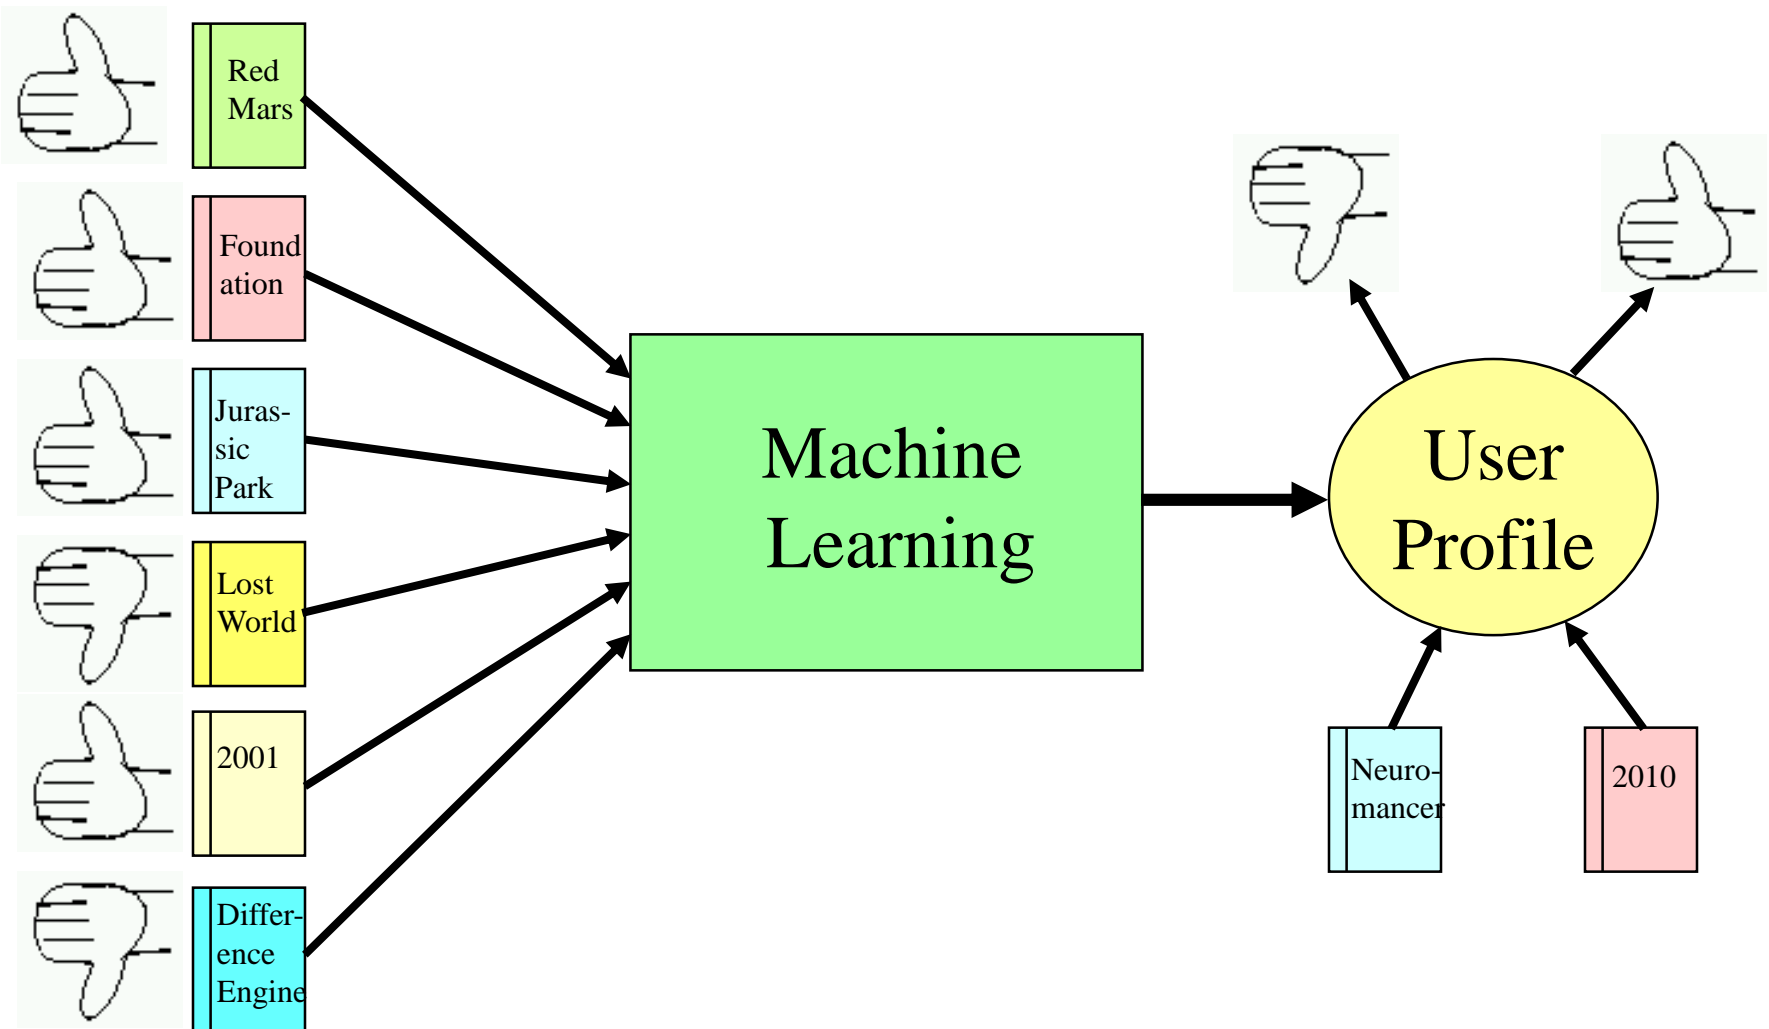 Red
Mars
Found
ation
Juras-
sic
Park
Lost
World
2001
Differ-
ence
Engine
Machine
Learning
User
Profile
Neuro-
mancer
2010